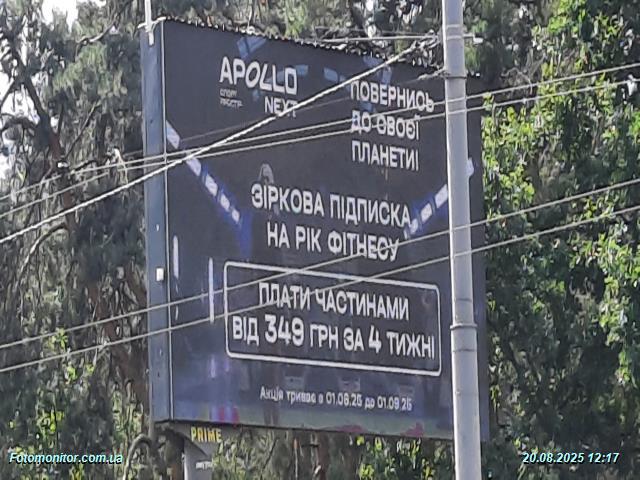 APOLLO
NEXT
СПОРТ
ПРОСТІР
ПОВЕРНИСЬ
ДО СВОЄЇ
ПЛАНЕТИ!
ЗІРКОВА ПІДПИСКА
НА РІК ФІТНЕСУ
ПЛАТИ ЧАСТИНАМИ
ВІД 349 ГРН ЗА 4 ТИЖНІ
Акція триває з 01.08.25 до 01.09.25
PRIME
Fotomonitor.com.ua
20.08.2025 12:17